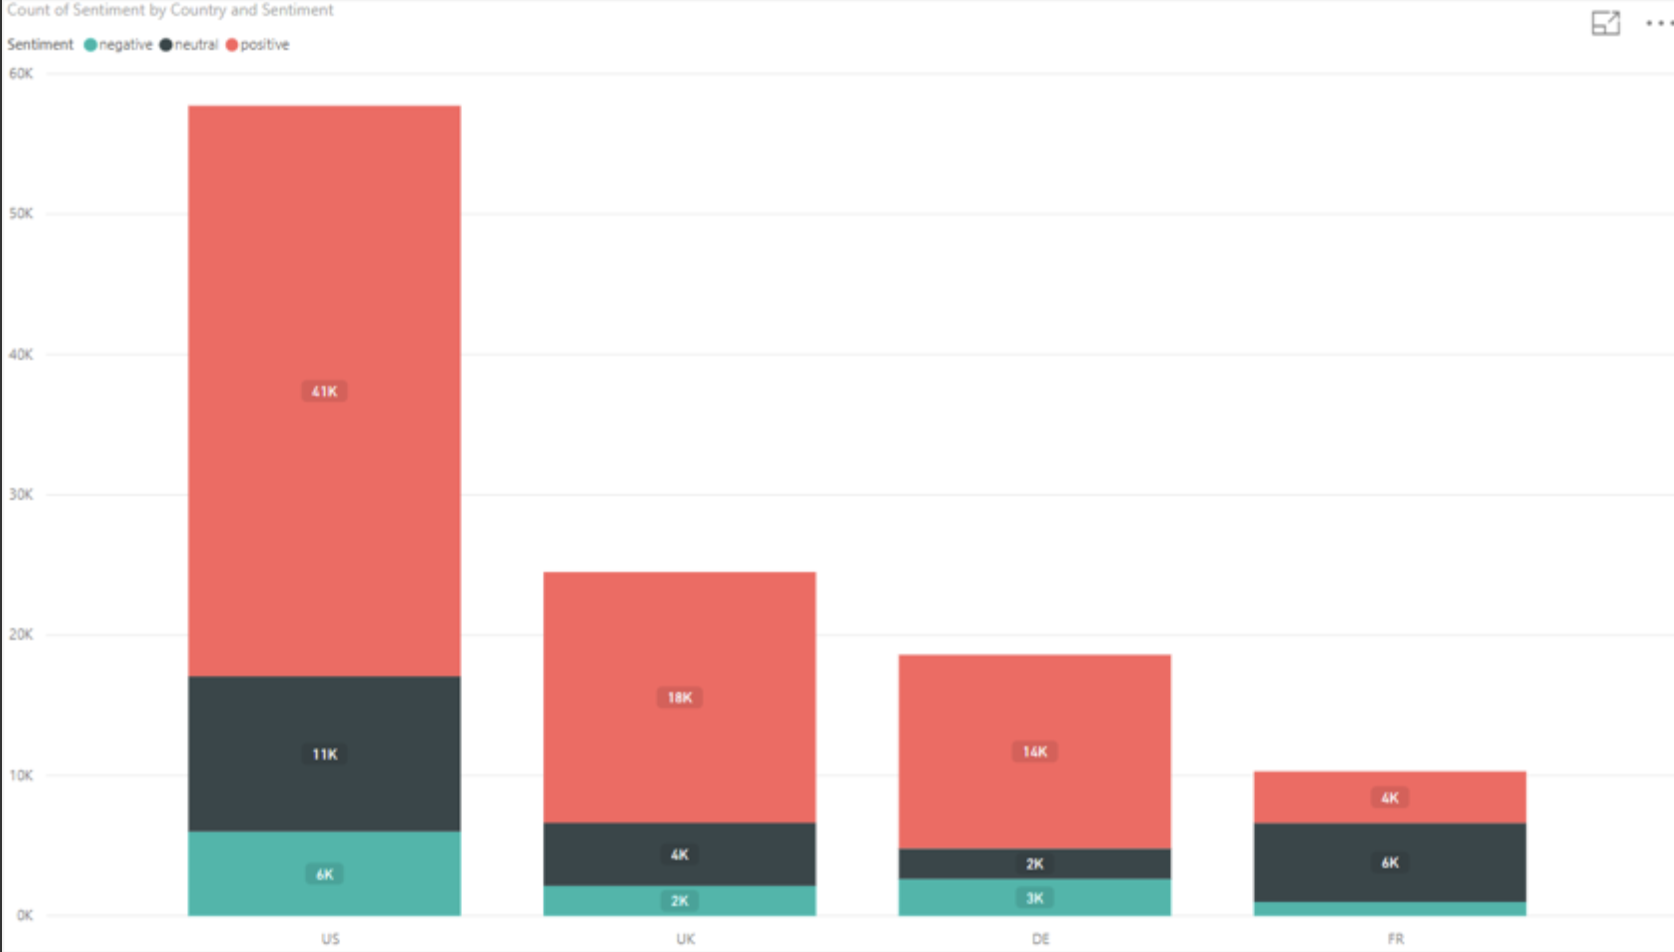 Count of Sentiment by Country and Sentiment
Sentiment negative neutral positive
60K
50K
40K
41K
30K
20K
18K
11K
14K
10K
4K
4K
2K
6K
6K
2K
3K
0K
US UK DE FR